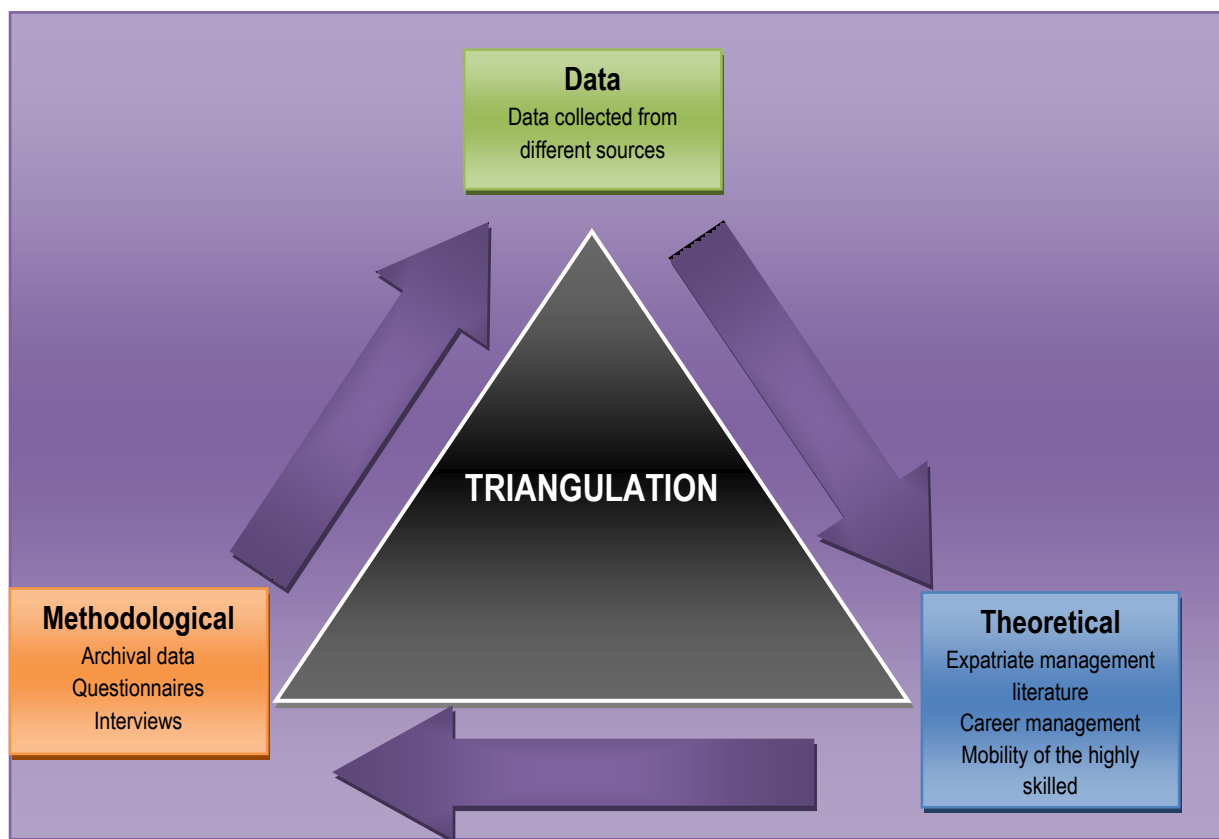 Data
Data collected from
different sources
TRIANGULATION
Methodological
Archival data
Questionnaires
Interviews
Theoretical
Expatriate management
literature
Career management
Mobility of the highly
skilled